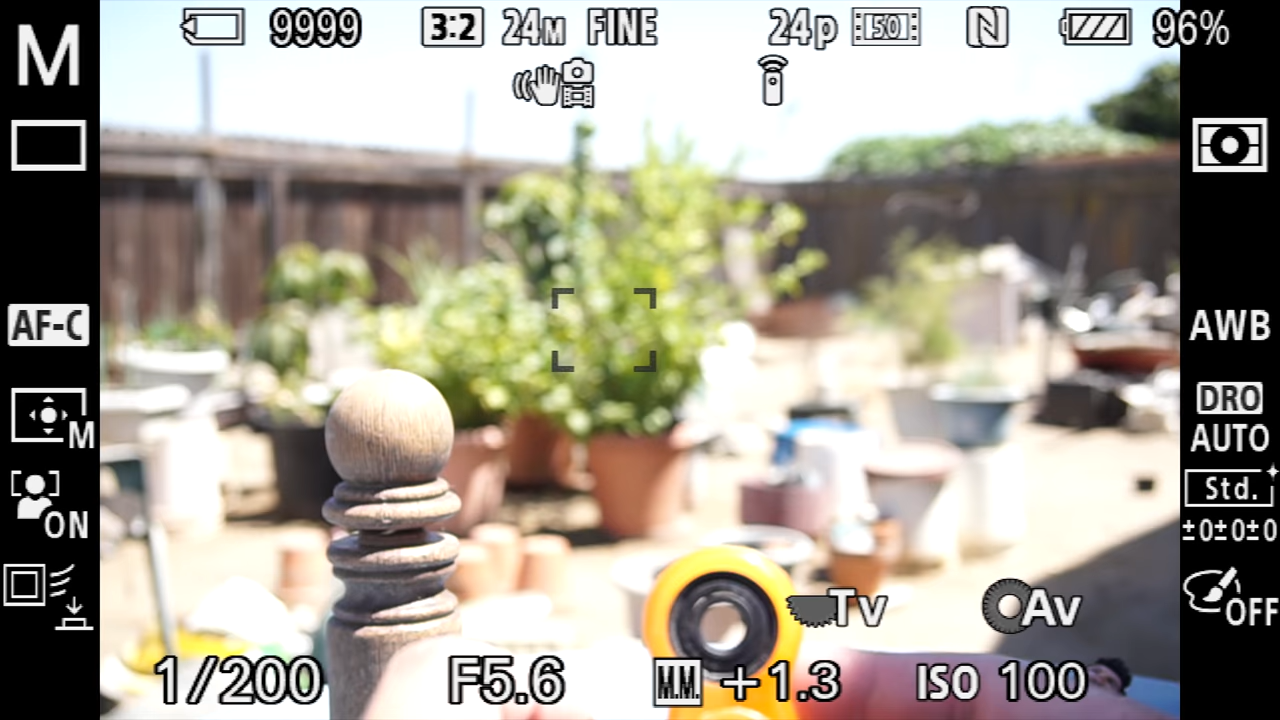 M 9999 3:2 24M FINE 24p 50 N 96%
AF-C AWB
M DRO
AUTO
ON Std.
±0±0±0
Tv Av OFF
1/200 F5.6 M.M. +1.3 ISO 100